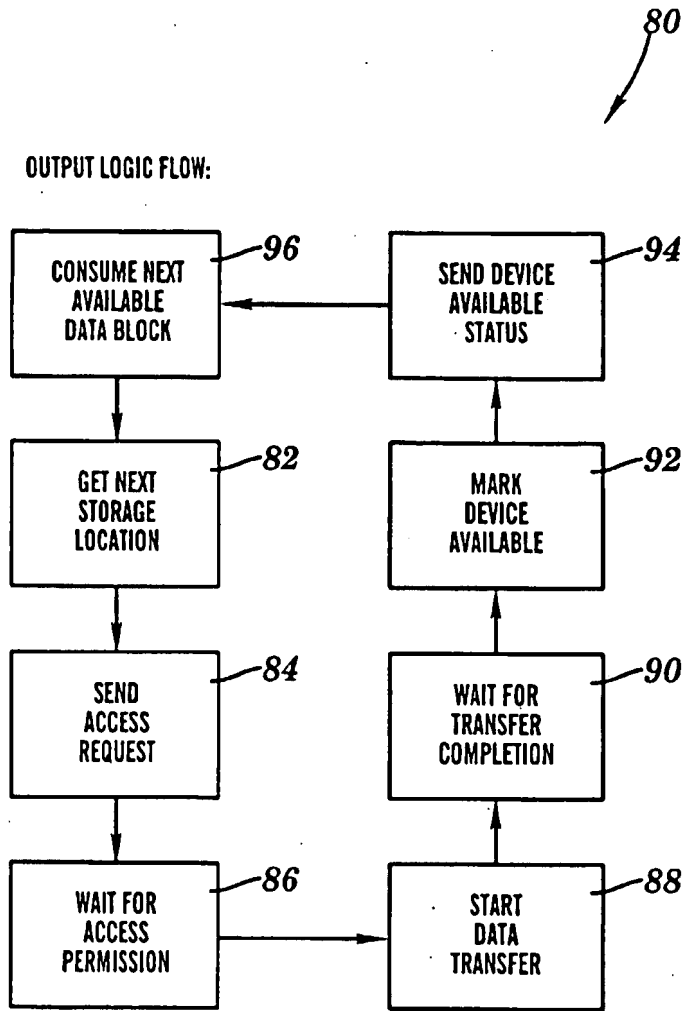 80
OUTPUT LOGIC FLOW:
96
CONSUME NEXT
AVAILABLE
DATA BLOCK
94
SEND DEVICE
AVAILABLE
STATUS
82
GET NEXT
STORAGE
LOCATION
92
MARK
DEVICE
AVAILABLE
84
SEND
ACCESS
REQUEST
90
WAIT FOR
TRANSFER
COMPLETION
86
WAIT FOR
ACCESS
PERMISSION
88
START
DATA
TRANSFER